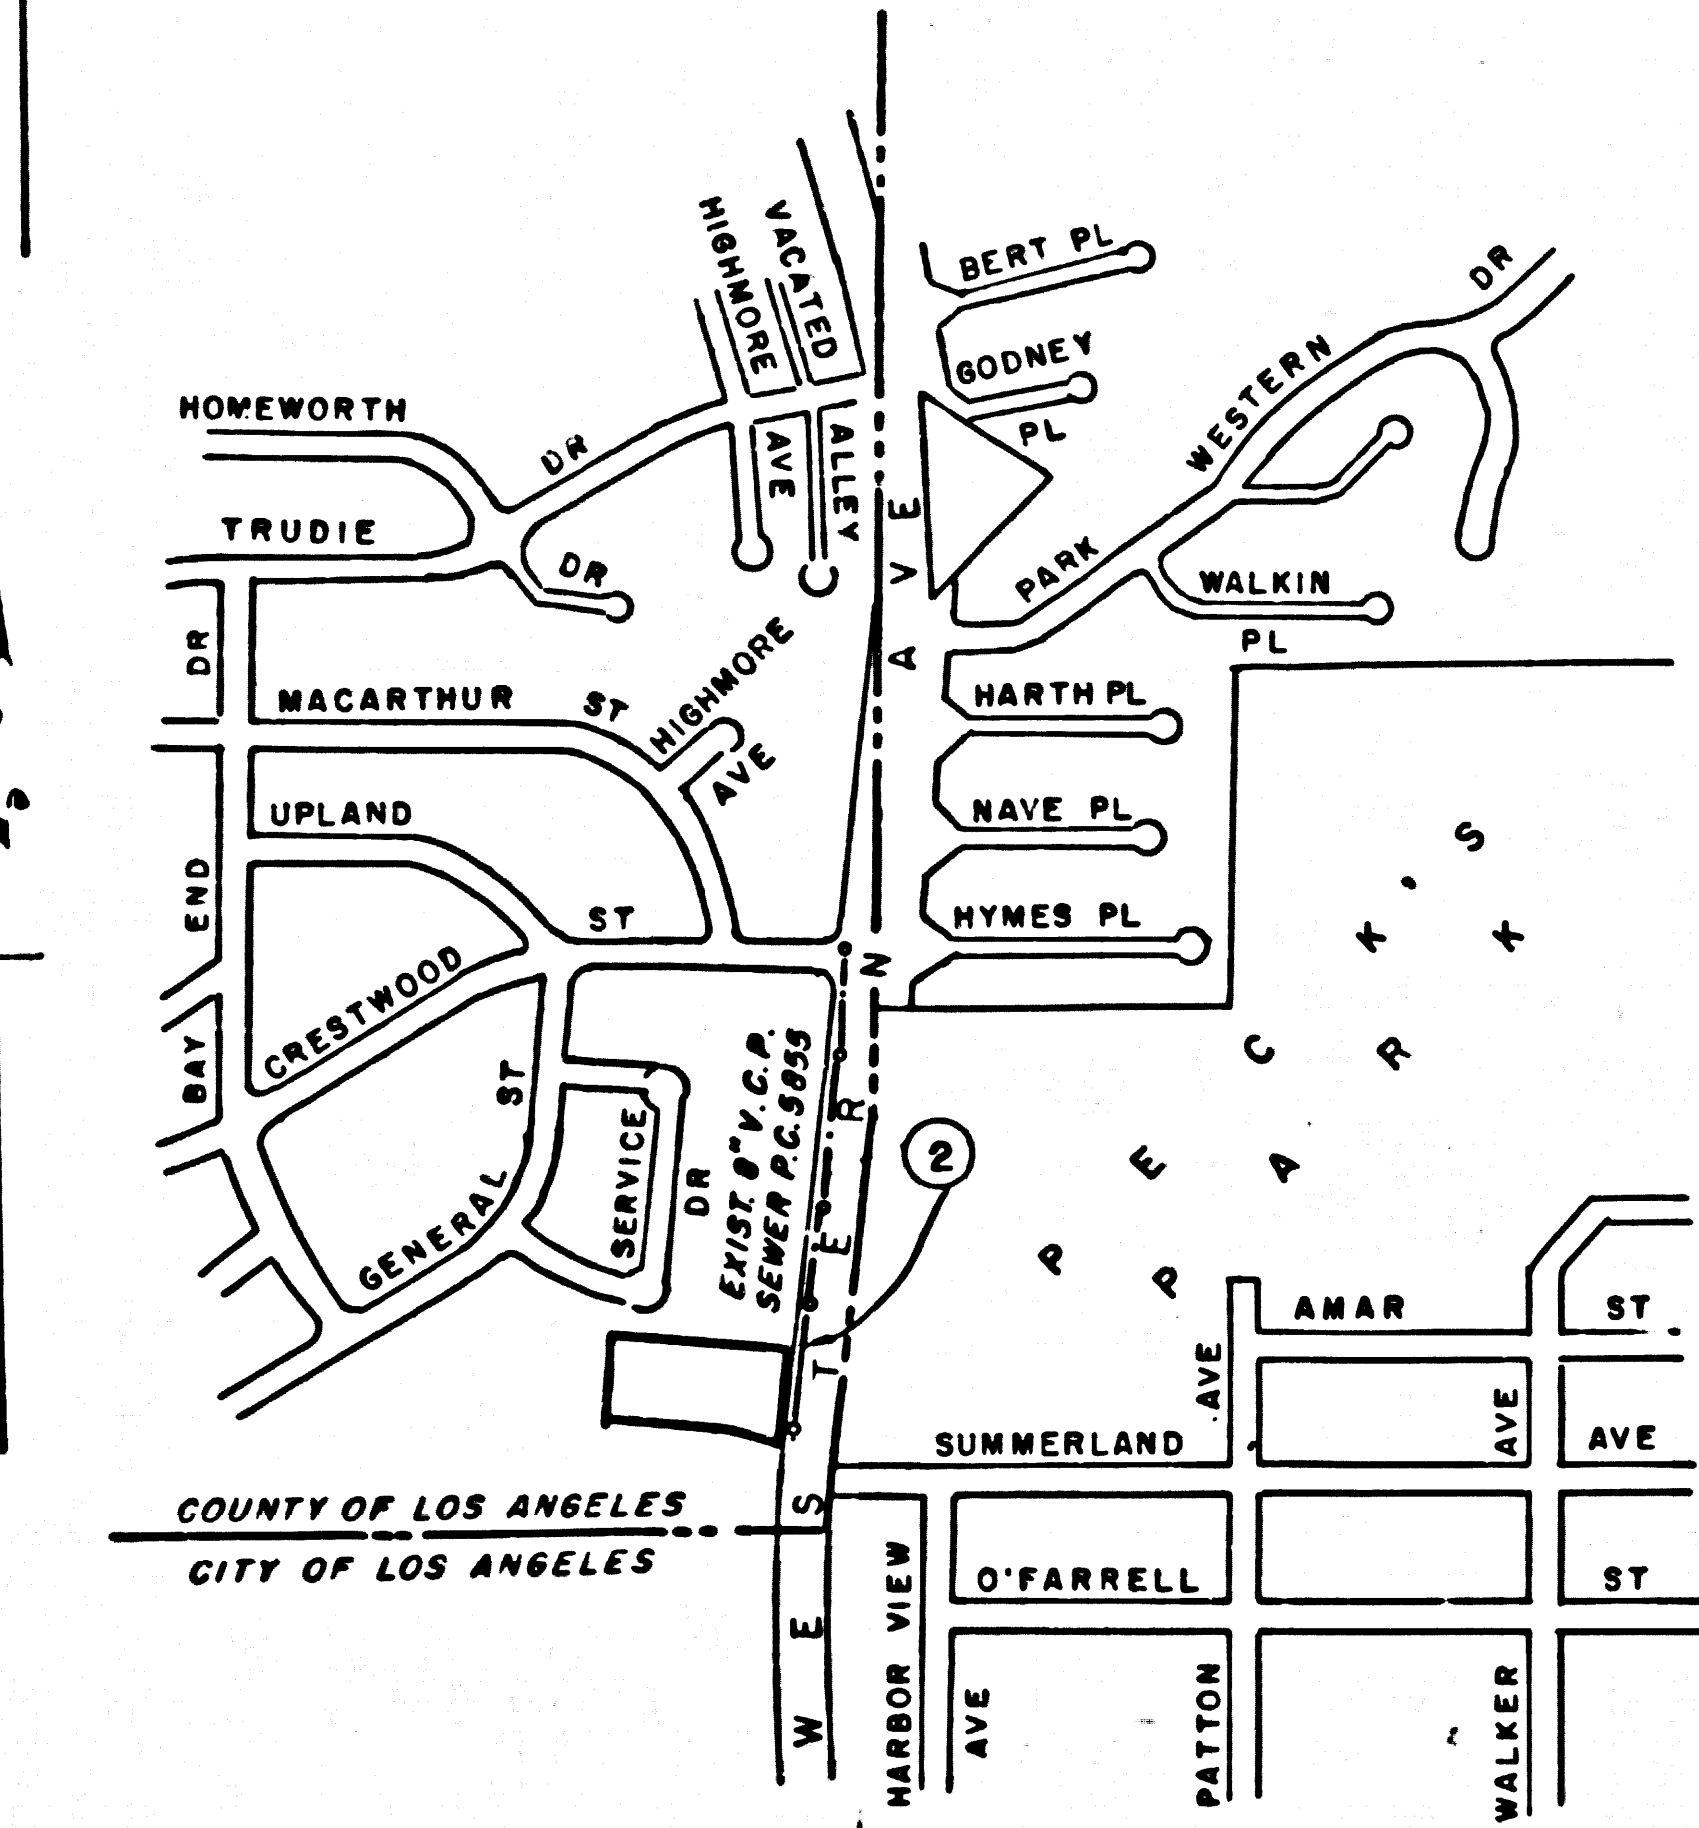 HIGHMORE AVE
VACATED ALLEY
BERT PL
GODNEY PL
WESTERN AVE
WESTERN
PARK
DR
HOMEWORTH DR
TRUDIE DR
WALKIN PL
BAY END DR
MACARTHUR ST
HIGHMORE AVE
HARTH PL
UPLAND ST
NAVE PL
HYMES PL
PECK'S PARK
CRESTWOOD ST
GENERAL
SERVICE DR
EXIST. 8" V.C.P.
SEWER P.C. 5855
2
AMAR ST
SUMMERLAND AVE
COUNTY OF LOS ANGELES
CITY OF LOS ANGELES
O'FARRELL ST
HARBOR VIEW AVE
PATTON AVE
WALKER AVE